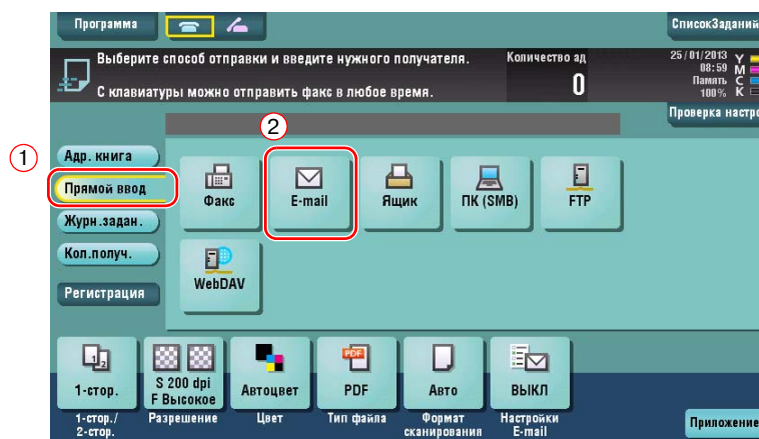 Программа
СписокЗаданий
Выберите способ отправки и введите нужного получателя.
С клавиатуры можно отправить факс в любое время.
Количество ад
0
25/01/2013
08:59
Память
100%
Y
M
C
K
Проверка настро
1
2
Адр. книга
Прямой ввод
Журн.задан.
Кол.получ.
Регистрация
Факс
E-mail
Ящик
ПК (SMB)
FTP
WebDAV
1-стор.
S 200 dpi
F Высокое
Автоцвет
PDF
PDF
Авто
ВЫКЛ
1-стор./
2-стор.
Разрешение
Цвет
Тип файла
Формат
сканирования
Настройки
E-mail
Приложение